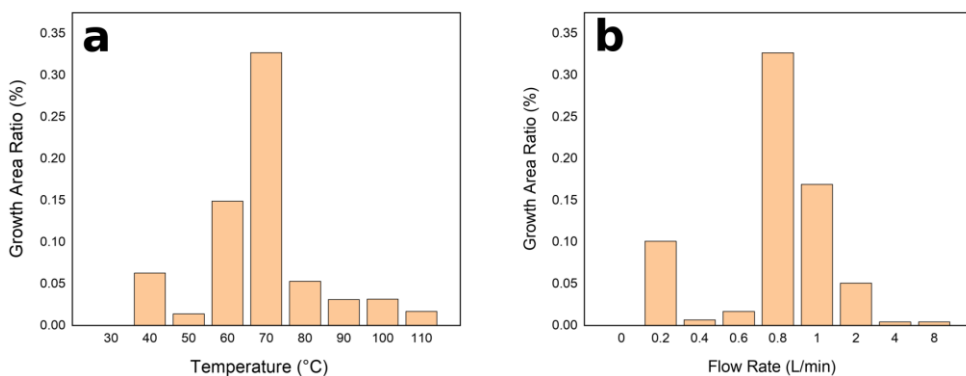 a
0.35
0.30
0.25
0.20
0.15
0.10
0.05
0.00
Growth Area Ratio (%)
30 40 50 60 70 80 90 100 110
Temperature (°C)
b
0.35
0.30
0.25
0.20
0.15
0.10
0.05
0.00
Growth Area Ratio (%)
0 0.2 0.4 0.6 0.8 1 2 4 8
Flow Rate (L/min)